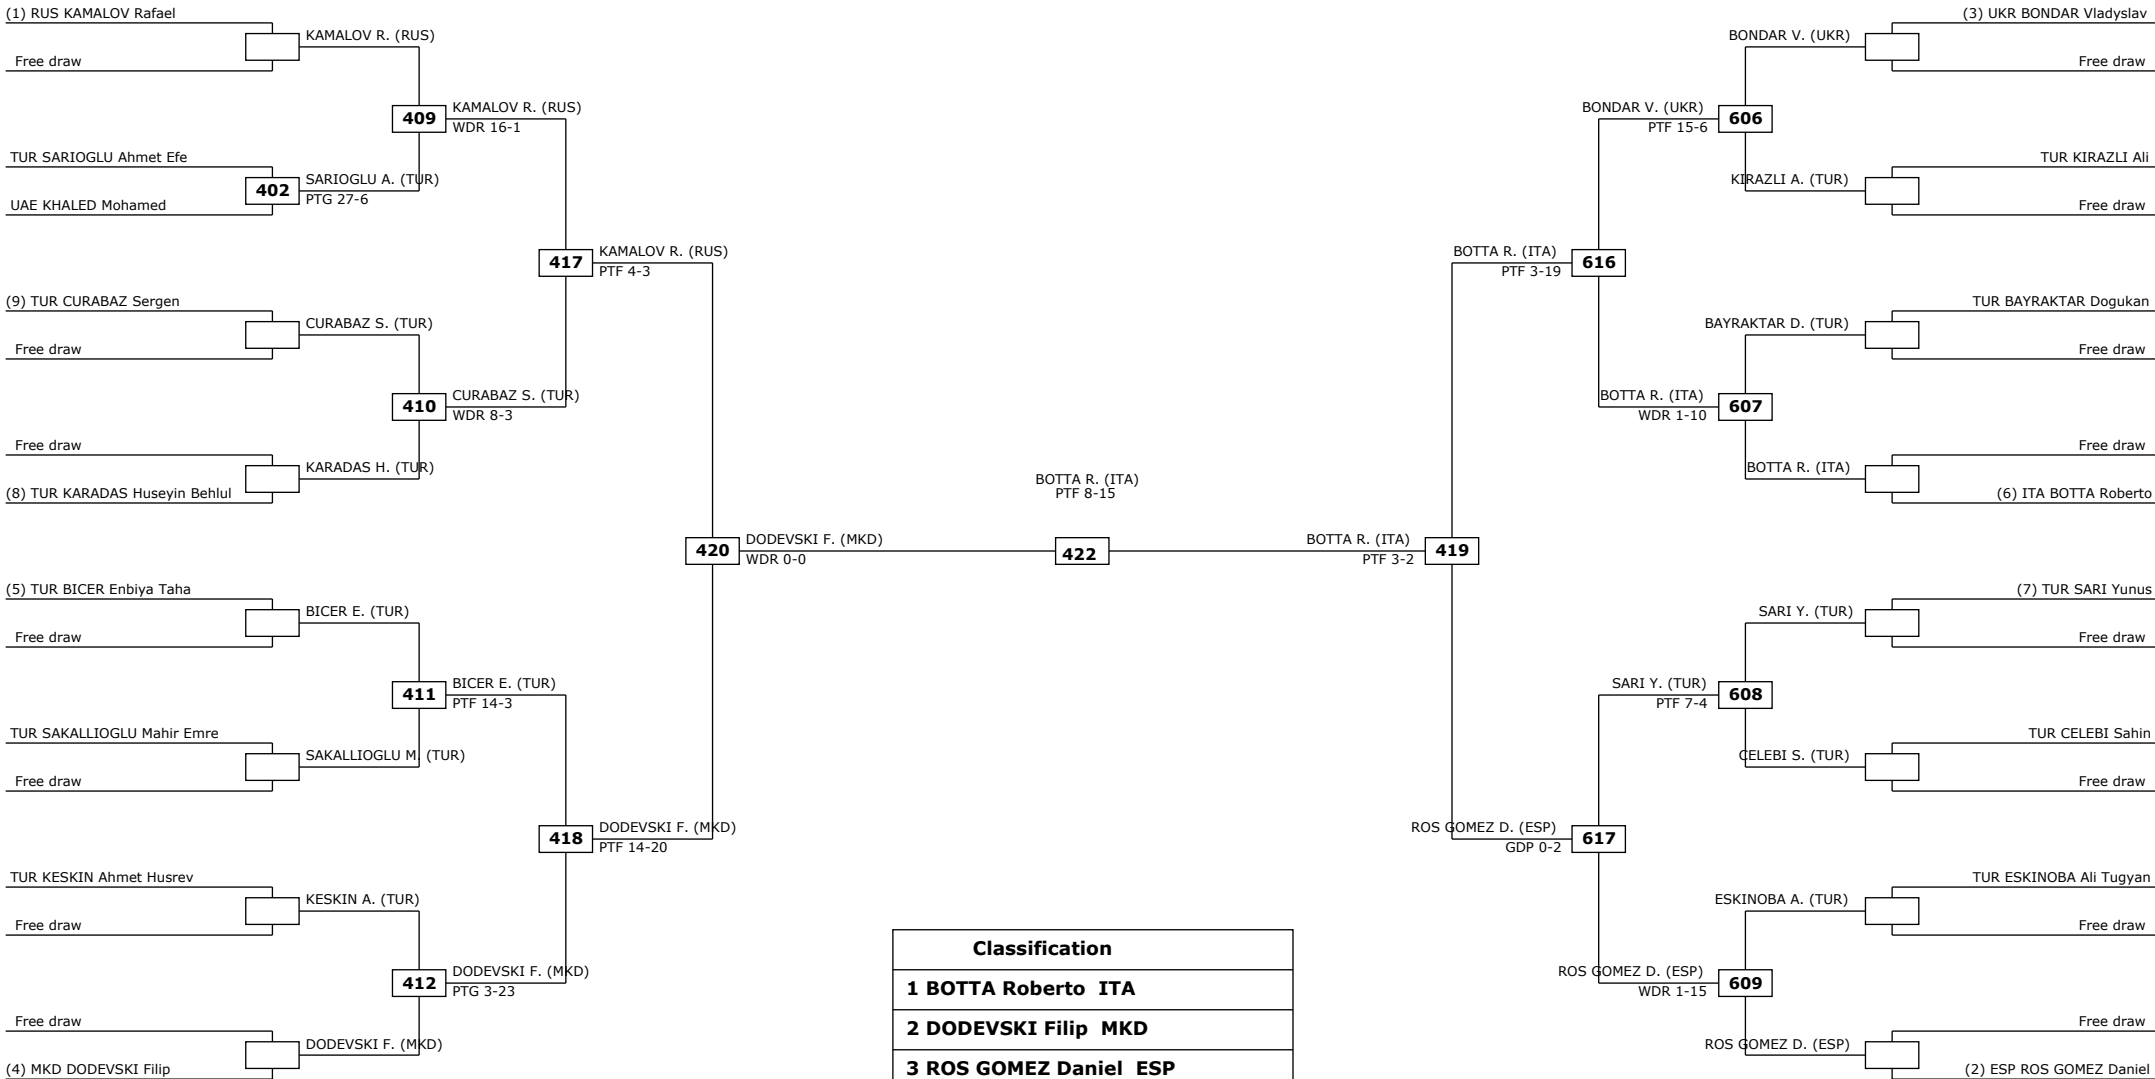 (1) RUS KAMALOV Rafael
Free draw
KAMALOV R. (RUS)
409
KAMALOV R. (RUS)
WDR 16-1
TUR SARIOGLU Ahmet Efe
402
SARIOGLU A. (TUR)
PTG 27-6
UAE KHALED Mohamed
417
KAMALOV R. (RUS)
PTF 4-3
(9) TUR CURABAZ Sergen
CURABAZ S. (TUR)
Free draw
410
CURABAZ S. (TUR)
WDR 8-3
Free draw
KARADAS H. (TUR)
(8) TUR KARADAS Huseyin Behlul
420
DODEVSKI F. (MKD)
WDR 0-0
(5) TUR BICER Enbiya Taha
BICER E. (TUR)
Free draw
411
BICER E. (TUR)
PTF 14-3
TUR SAKALLIOGLU Mahir Emre
SAKALLIOGLU M. (TUR)
Free draw
418
DODEVSKI F. (MKD)
PTF 14-20
TUR KESKIN Ahmet Husrev
KESKIN A. (TUR)
Free draw
412
DODEVSKI F. (MKD)
PTG 3-23
Free draw
DODEVSKI F. (MKD)
(4) MKD DODEVSKI Filip
BOTTA R. (ITA)
PTF 8-15
422
BOTTA R. (ITA)
PTF 3-2
419
(3) UKR BONDAR Vladyslav
BONDAR V. (UKR)
Free draw
BONDAR V. (UKR)
PTF 15-6
606
TUR KIRAZLI Ali
KIRAZLI A. (TUR)
Free draw
BOTTA R. (ITA)
PTF 3-19
616
TUR BAYRAKTAR Dogukan
BAYRAKTAR D. (TUR)
Free draw
BOTTA R. (ITA)
WDR 1-10
607
Free draw
BOTTA R. (ITA)
(6) ITA BOTTA Roberto
(7) TUR SARI Yunus
SARI Y. (TUR)
Free draw
SARI Y. (TUR)
PTF 7-4
608
TUR CELEBI Sahin
CELEBI S. (TUR)
Free draw
ROS GOMEZ D. (ESP)
GDP 0-2
617
TUR ESKINOBA Ali Tugyan
ESKINOBA A. (TUR)
Free draw
ROS GOMEZ D. (ESP)
WDR 1-15
609
Free draw
ROS GOMEZ D. (ESP)
(2) ESP ROS GOMEZ Daniel
Classification
1 BOTTA Roberto ITA
2 DODEVSKI Filip MKD
3 ROS GOMEZ Daniel ESP